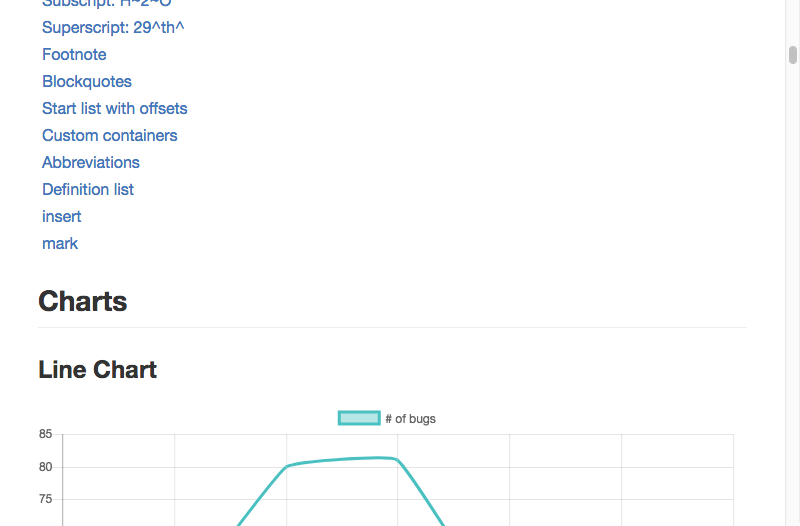 Subscript: H~2~O
Superscript: 29^th^
Footnote
Blockquotes
Start list with offsets
Custom containers
Abbreviations
Definition list
insert
mark
Charts
Line Chart
# of bugs
85
80
75